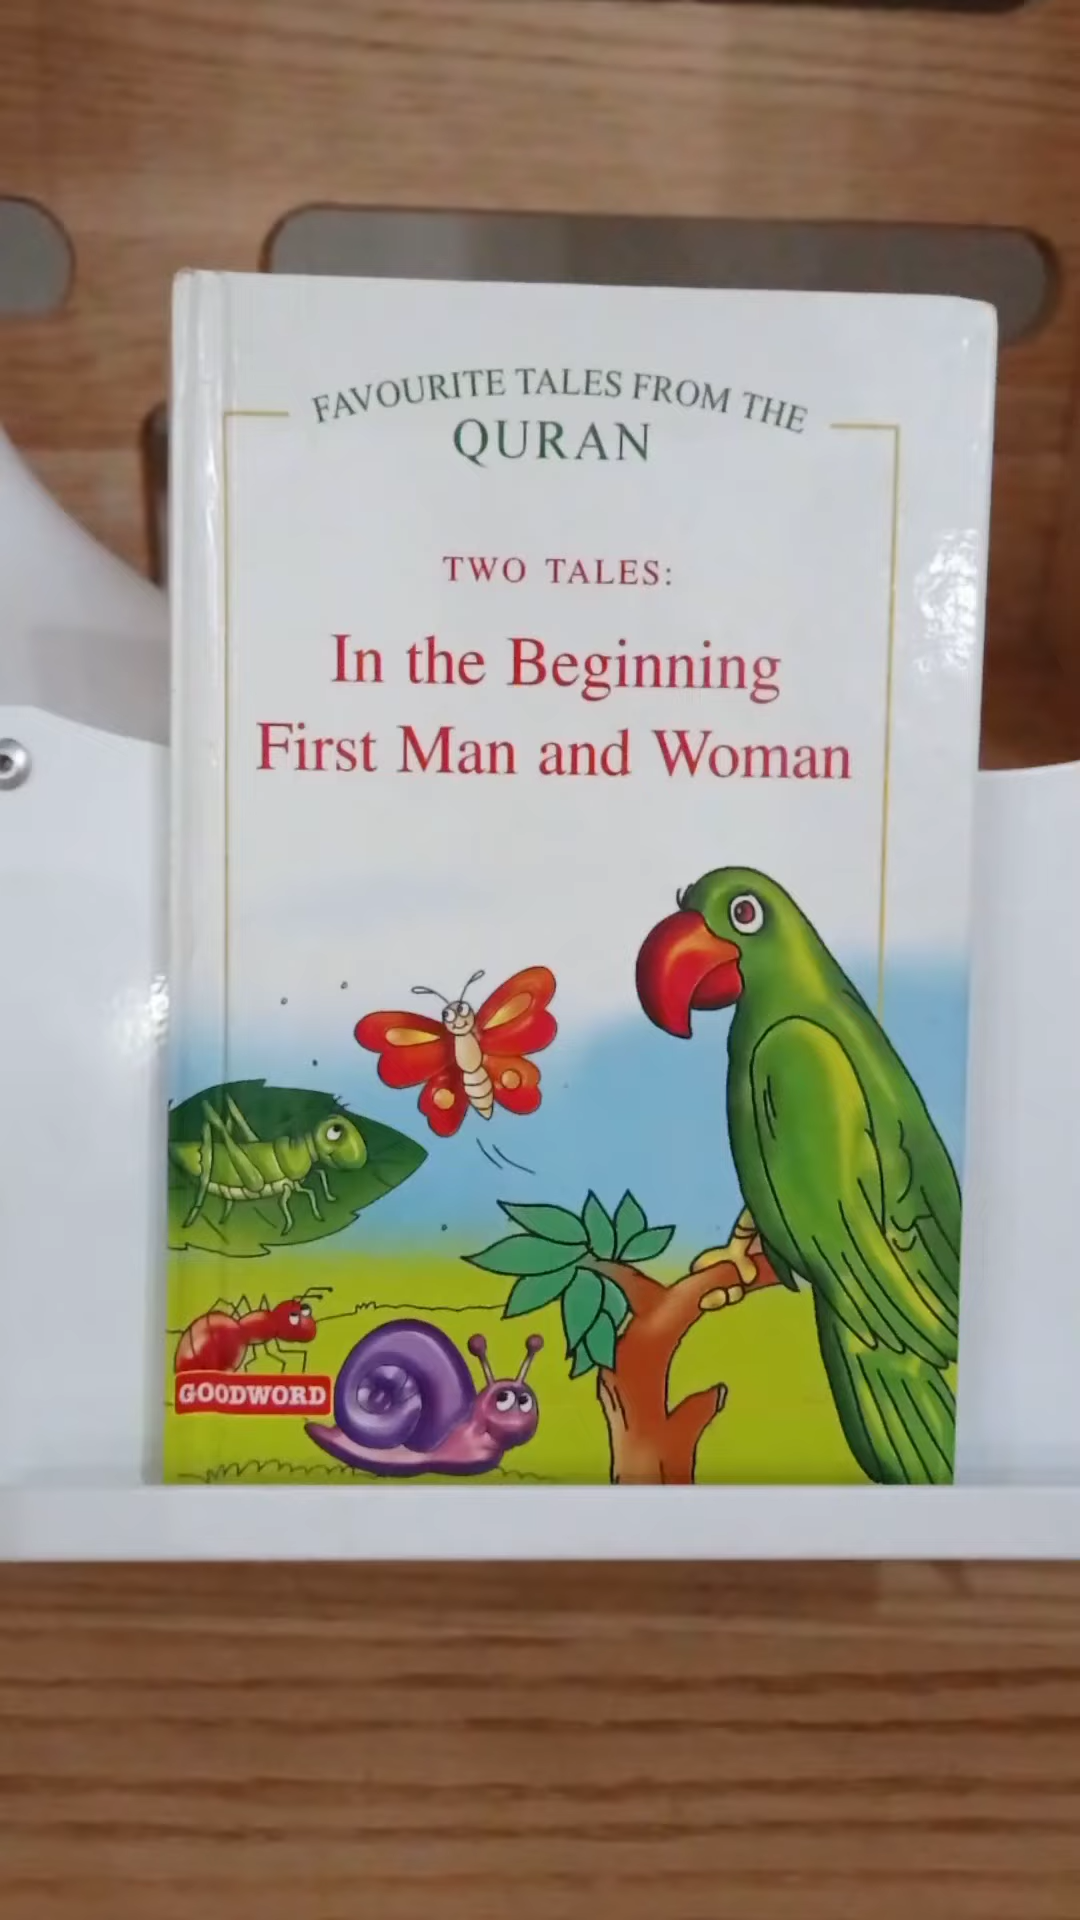 FAVOURITE TALES FROM THE
QURAN
TWO TALES:
In the Beginning
First Man and Woman
GOODWORD